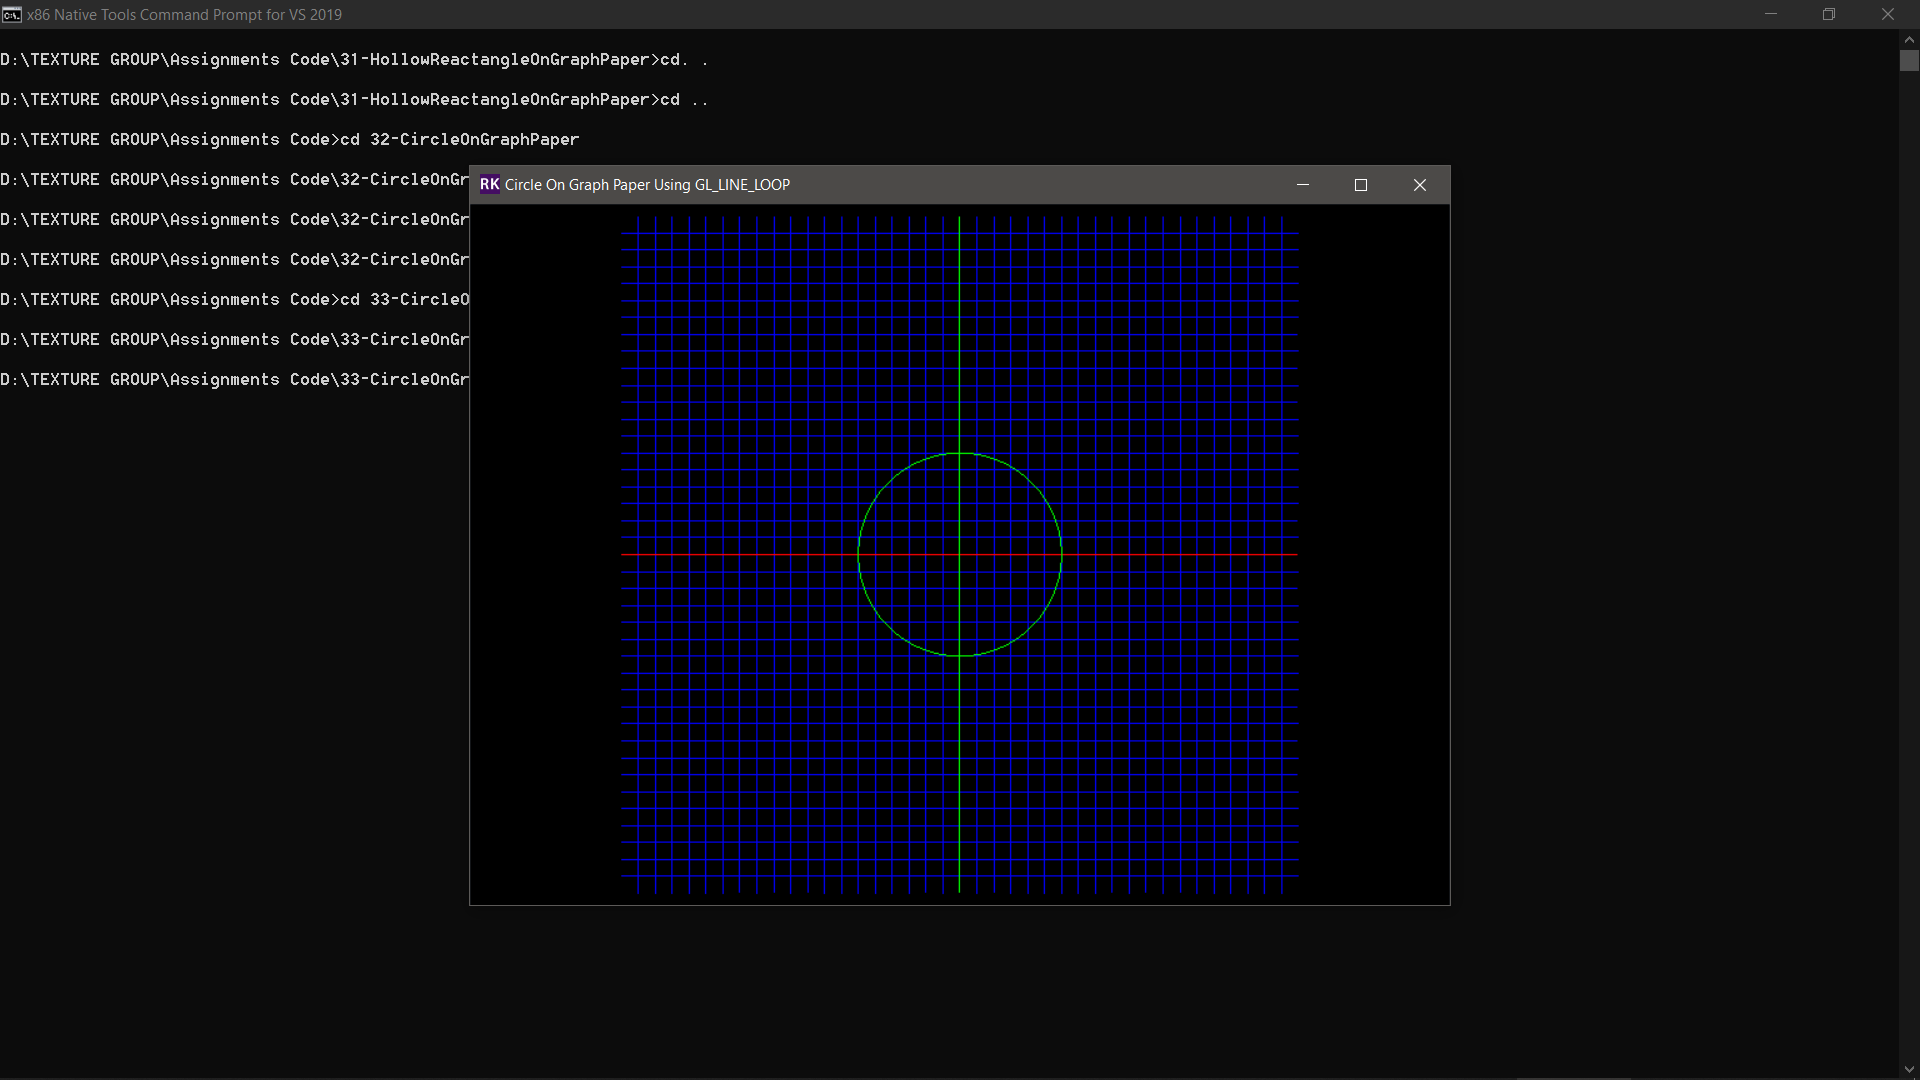 x86 Native Tools Command Prompt for VS 2019
D:\TEXTURE GROUP\Assignments Code\31-HollowReactangleOnGraphPaper>cd. .
D:\TEXTURE GROUP\Assignments Code\31-HollowReactangleOnGraphPaper>cd ..
D:\TEXTURE GROUP\Assignments Code>cd 32-CircleOnGraphPaper
D:\TEXTURE GROUP\Assignments Code\32-CircleOnGr
RK Circle On Graph Paper Using GL_LINE_LOOP
D:\TEXTURE GROUP\Assignments Code\32-CircleOnGr
D:\TEXTURE GROUP\Assignments Code\32-CircleOnGr
D:\TEXTURE GROUP\Assignments Code>cd 33-CircleO
D:\TEXTURE GROUP\Assignments Code\33-CircleOnGr
D:\TEXTURE GROUP\Assignments Code\33-CircleOnGr